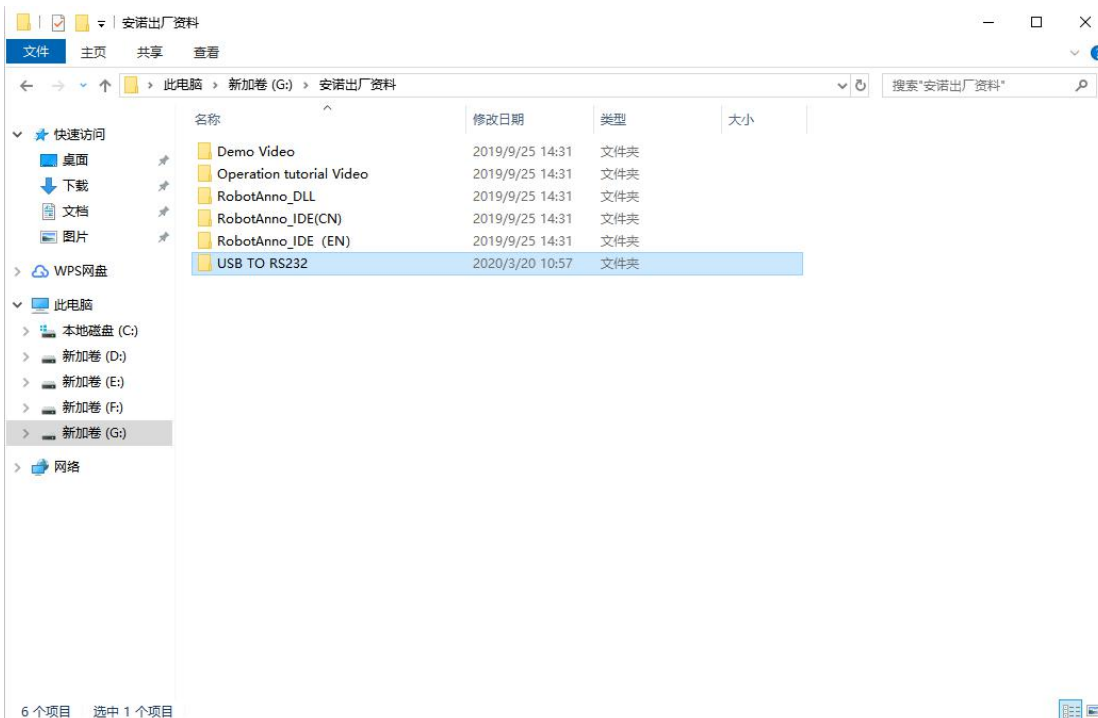 安诺出厂资料
文件 主页 共享 查看
此电脑 › 新加卷 (G:) › 安诺出厂资料
搜索"安诺出厂资料"
名称 修改日期 类型 大小
快速访问
桌面
下载
文档
图片
WPS网盘
此电脑
本地磁盘 (C:)
新加卷 (D:)
新加卷 (E:)
新加卷 (F:)
新加卷 (G:)
网络
Demo Video 2019/9/25 14:31 文件夹
Operation tutorial Video 2019/9/25 14:31 文件夹
RobotAnno_DLL 2019/9/25 14:31 文件夹
RobotAnno_IDE(CN) 2019/9/25 14:31 文件夹
RobotAnno_IDE（EN） 2019/9/25 14:31 文件夹
USB TO RS232 2020/3/20 10:57 文件夹
6 个项目 选中 1 个项目